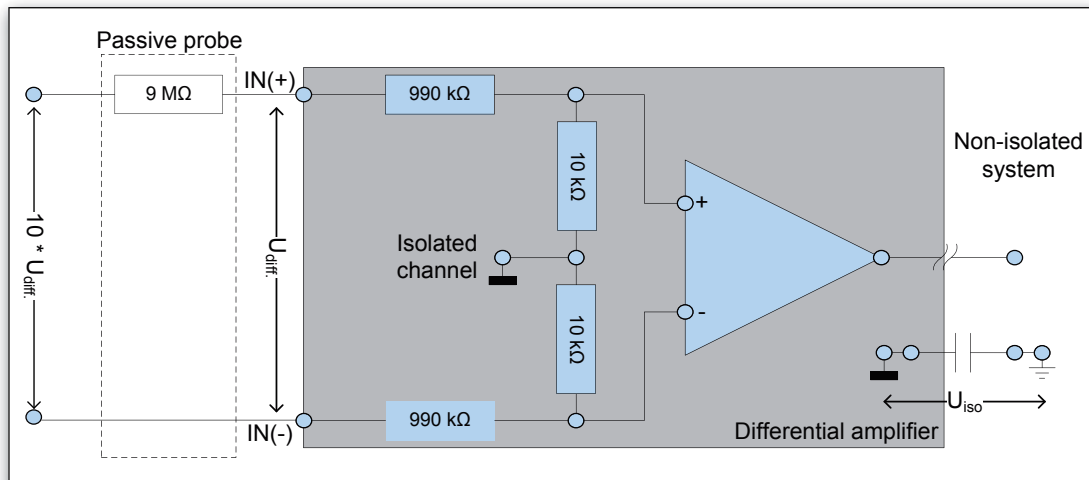 Passive probe
9 MΩ
IN(+)
990 kΩ
10 kΩ
Non-isolated
system
+
10 * Udiff.
Udiff.
Isolated
channel
-
10 kΩ
990 kΩ
IN(-)
Uiso
Differential amplifier